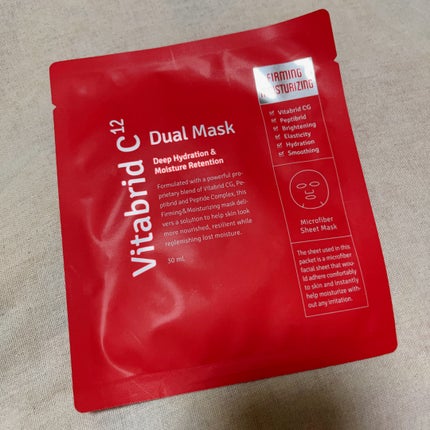 Vitabrid C12
Dual Mask
Deep Hydration &
Moisture Retention
Formulated with a powerful pro-
prietary blend of Vitabrid CG, Pe-
ptibrid and Peptide Complex, this
Firming & Moisturizing mask deli-
vers a solution to help skin look
more nourished, resilient while
replenishing lost moisture.
30 mL
FIRMING &
MOISTURIZING
Vitabrid CG
Peptibrid
Brightening
Elasticity
Hydration
Smoothing
Microfiber
Sheet Mask
The sheet used in this
packet is a microfiber
facial sheet that wou-
ld adhere comfortably
to skin and instantly
help moisturize with-
out any irritation.